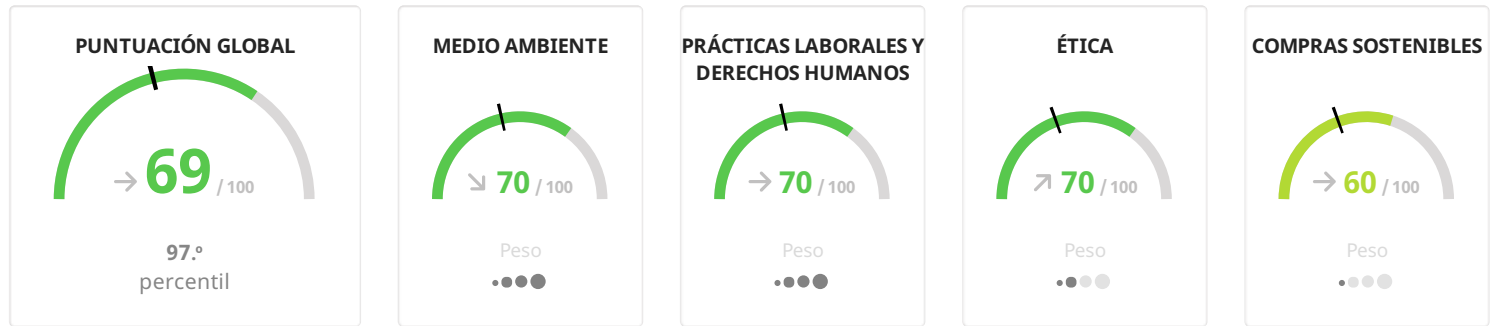 PUNTUACIÓN GLOBAL
69 / 100
97.º
percentil
MEDIO AMBIENTE
70 / 100
Peso
PRÁCTICAS LABORALES Y
DERECHOS HUMANOS
70 / 100
Peso
ÉTICA
70 / 100
Peso
COMPRAS SOSTENIBLES
60 / 100
Peso